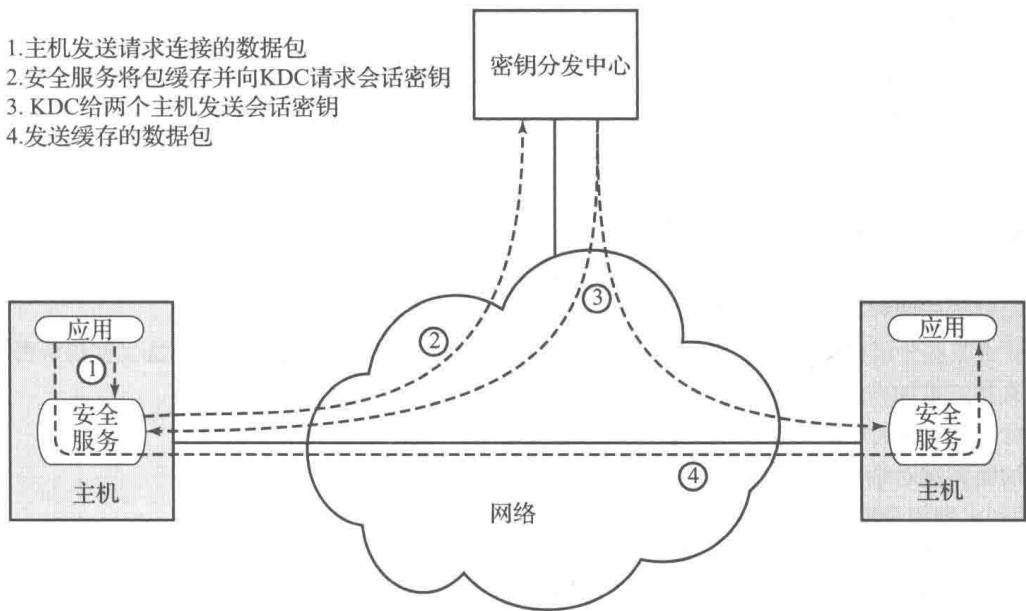 1.主机发送请求连接的数据包
2.安全服务将包缓存并向KDC请求会话密钥
3. KDC给两个主机发送会话密钥
4.发送缓存的数据包
密钥分发中心
③
②
应用
①
安全
服务
主机
应用
安全
服务
主机
④
网络